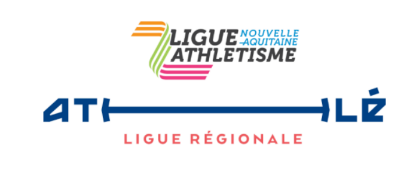 LIGUE NOUVELLE
-AQUITAINE
ATHLETISME
ATHLÉ
LIGUE RÉGIONALE